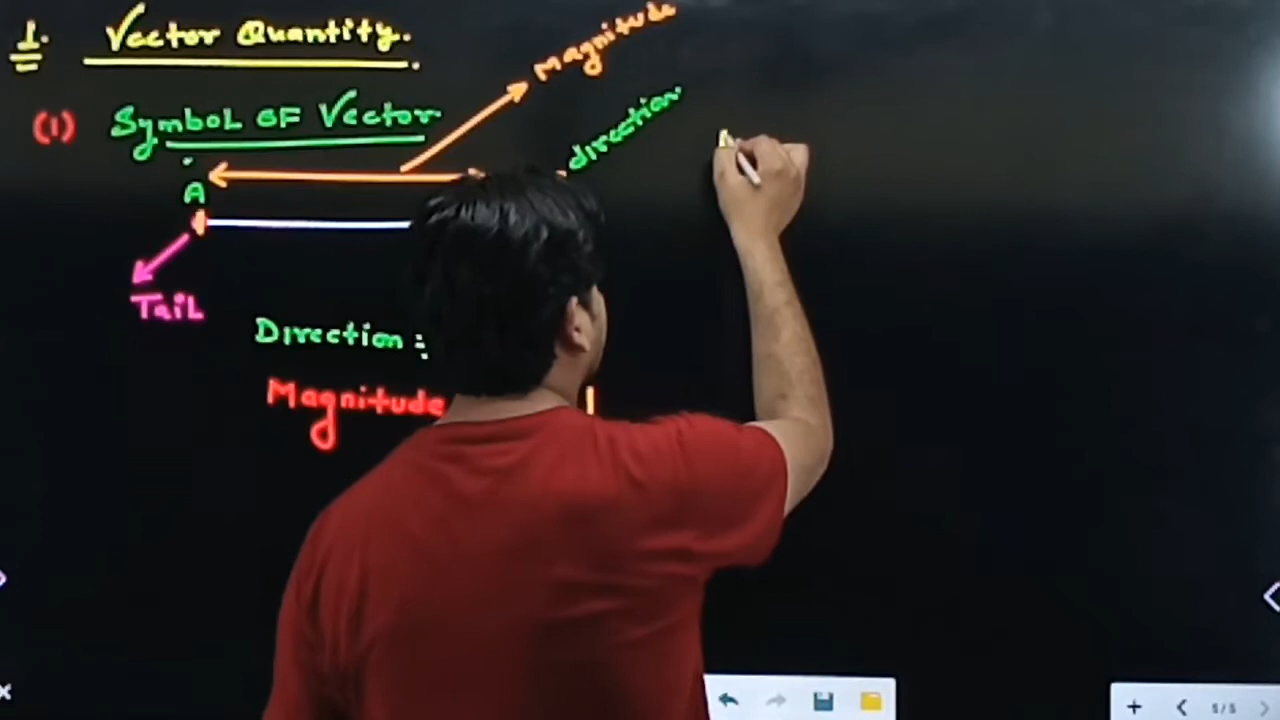 1. Vector Quantity.
Magnitude
(1) Symbol of Vector
direction
A
Tail
Direction :
Magnitude
5/5